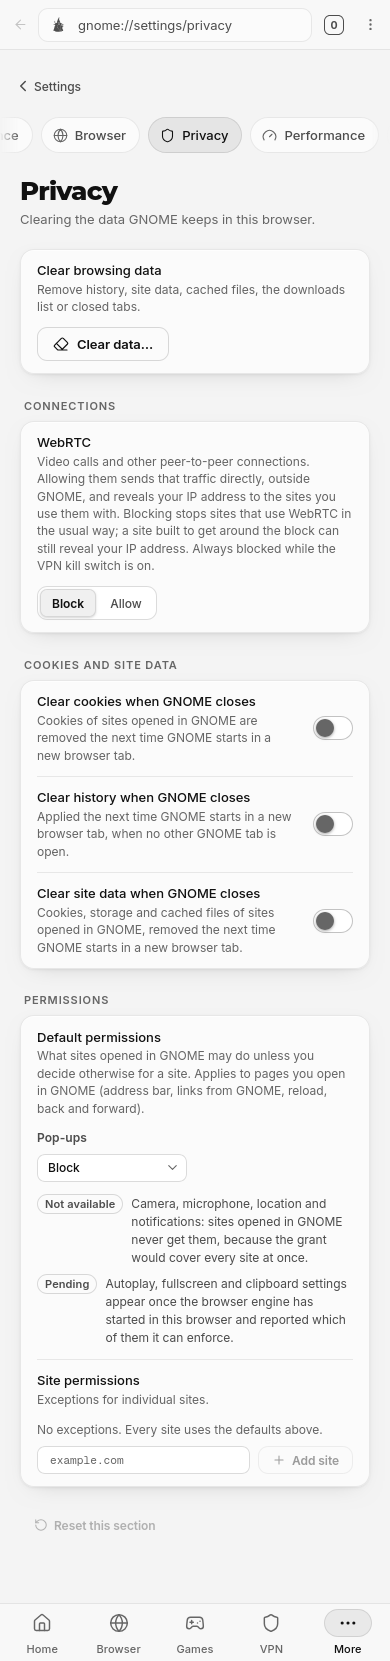 gnome://settings/privacy
0
Settings
ce
Browser
Privacy
Performance
Privacy
Clearing the data GNOME keeps in this browser.
Clear browsing data
Remove history, site data, cached files, the downloads
list or closed tabs.
Clear data...
CONNECTIONS
WebRTC
Video calls and other peer-to-peer connections.
Allowing them sends that traffic directly, outside
GNOME, and reveals your IP address to the sites you
use them with. Blocking stops sites that use WebRTC in
the usual way; a site built to get around the block can
still reveal your IP address. Always blocked while the
VPN kill switch is on.
Block
Allow
COOKIES AND SITE DATA
Clear cookies when GNOME closes
Cookies of sites opened in GNOME are
removed the next time GNOME starts in a
new browser tab.
Clear history when GNOME closes
Applied the next time GNOME starts in a new
browser tab, when no other GNOME tab is
open.
Clear site data when GNOME closes
Cookies, storage and cached files of sites
opened in GNOME, removed the next time
GNOME starts in a new browser tab.
PERMISSIONS
Default permissions
What sites opened in GNOME may do unless you
decide otherwise for a site. Applies to pages you open
in GNOME (address bar, links from GNOME, reload,
back and forward).
Pop-ups
Block
Not available
Camera, microphone, location and
notifications: sites opened in GNOME
never get them, because the grant
would cover every site at once.
Pending
Autoplay, fullscreen and clipboard settings
appear once the browser engine has
started in this browser and reported which
of them it can enforce.
Site permissions
Exceptions for individual sites.
No exceptions. Every site uses the defaults above.
example.com
Add site
Reset this section
Home
Browser
Games
VPN
More